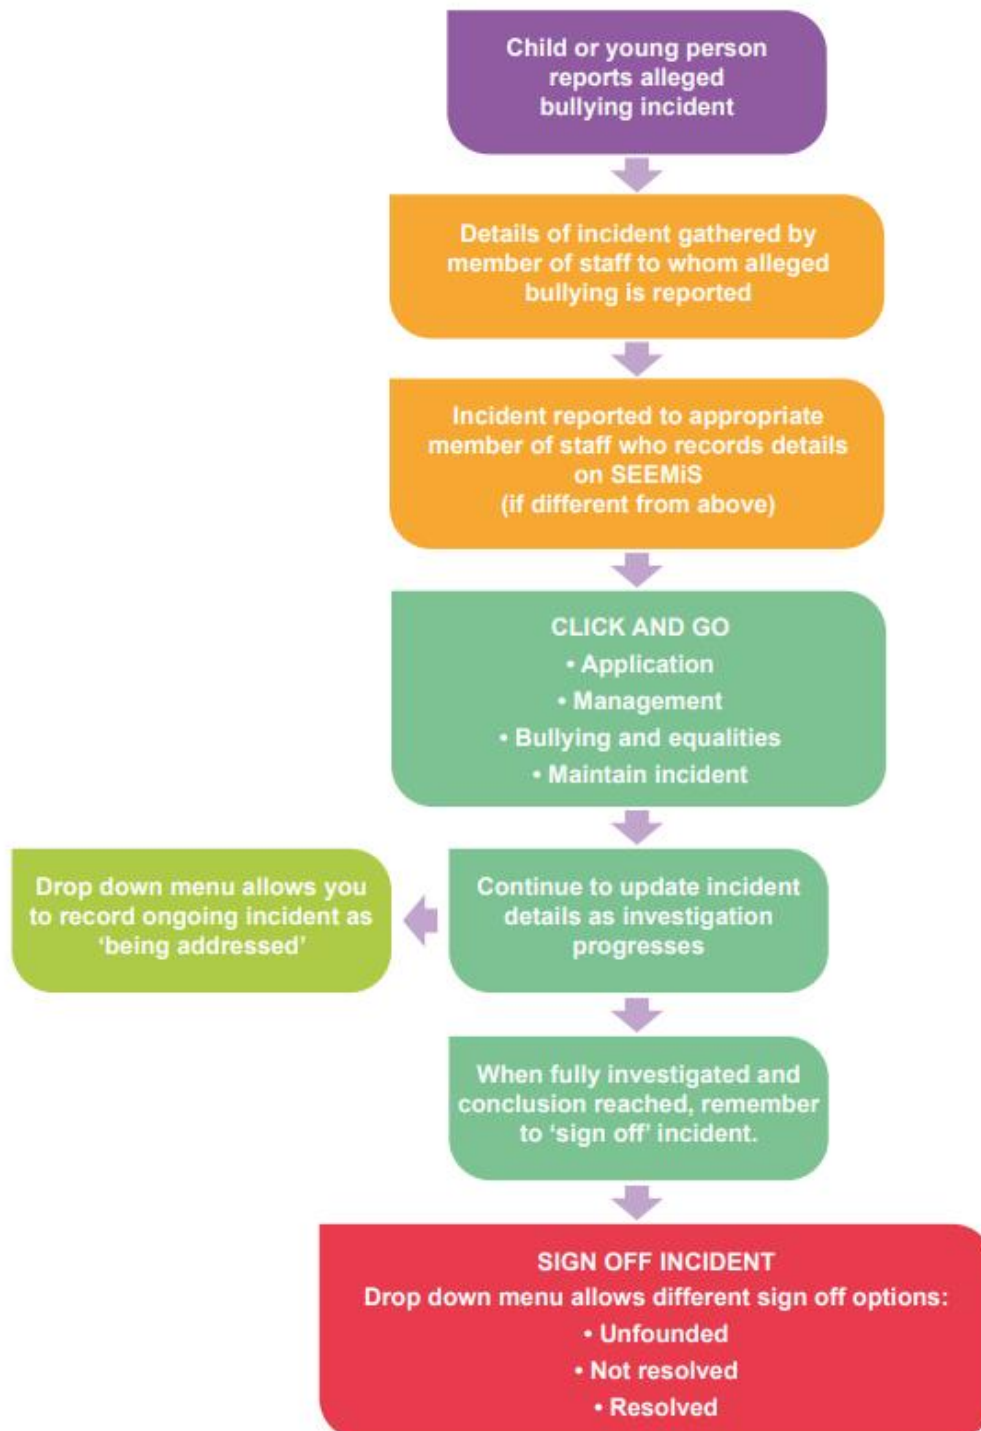 Child or young person
reports alleged
bullying incident
Details of incident gathered by
member of staff to whom alleged
bullying is reported
Incident reported to appropriate
member of staff who records details
on SEEMiS
(if different from above)
CLICK AND GO
• Application
• Management
• Bullying and equalities
• Maintain incident
Continue to update incident
details as investigation
progresses
Drop down menu allows you
to record ongoing incident as
‘being addressed’
When fully investigated and
conclusion reached, remember
to ‘sign off’ incident.
SIGN OFF INCIDENT
Drop down menu allows different sign off options:
• Unfounded
• Not resolved
• Resolved